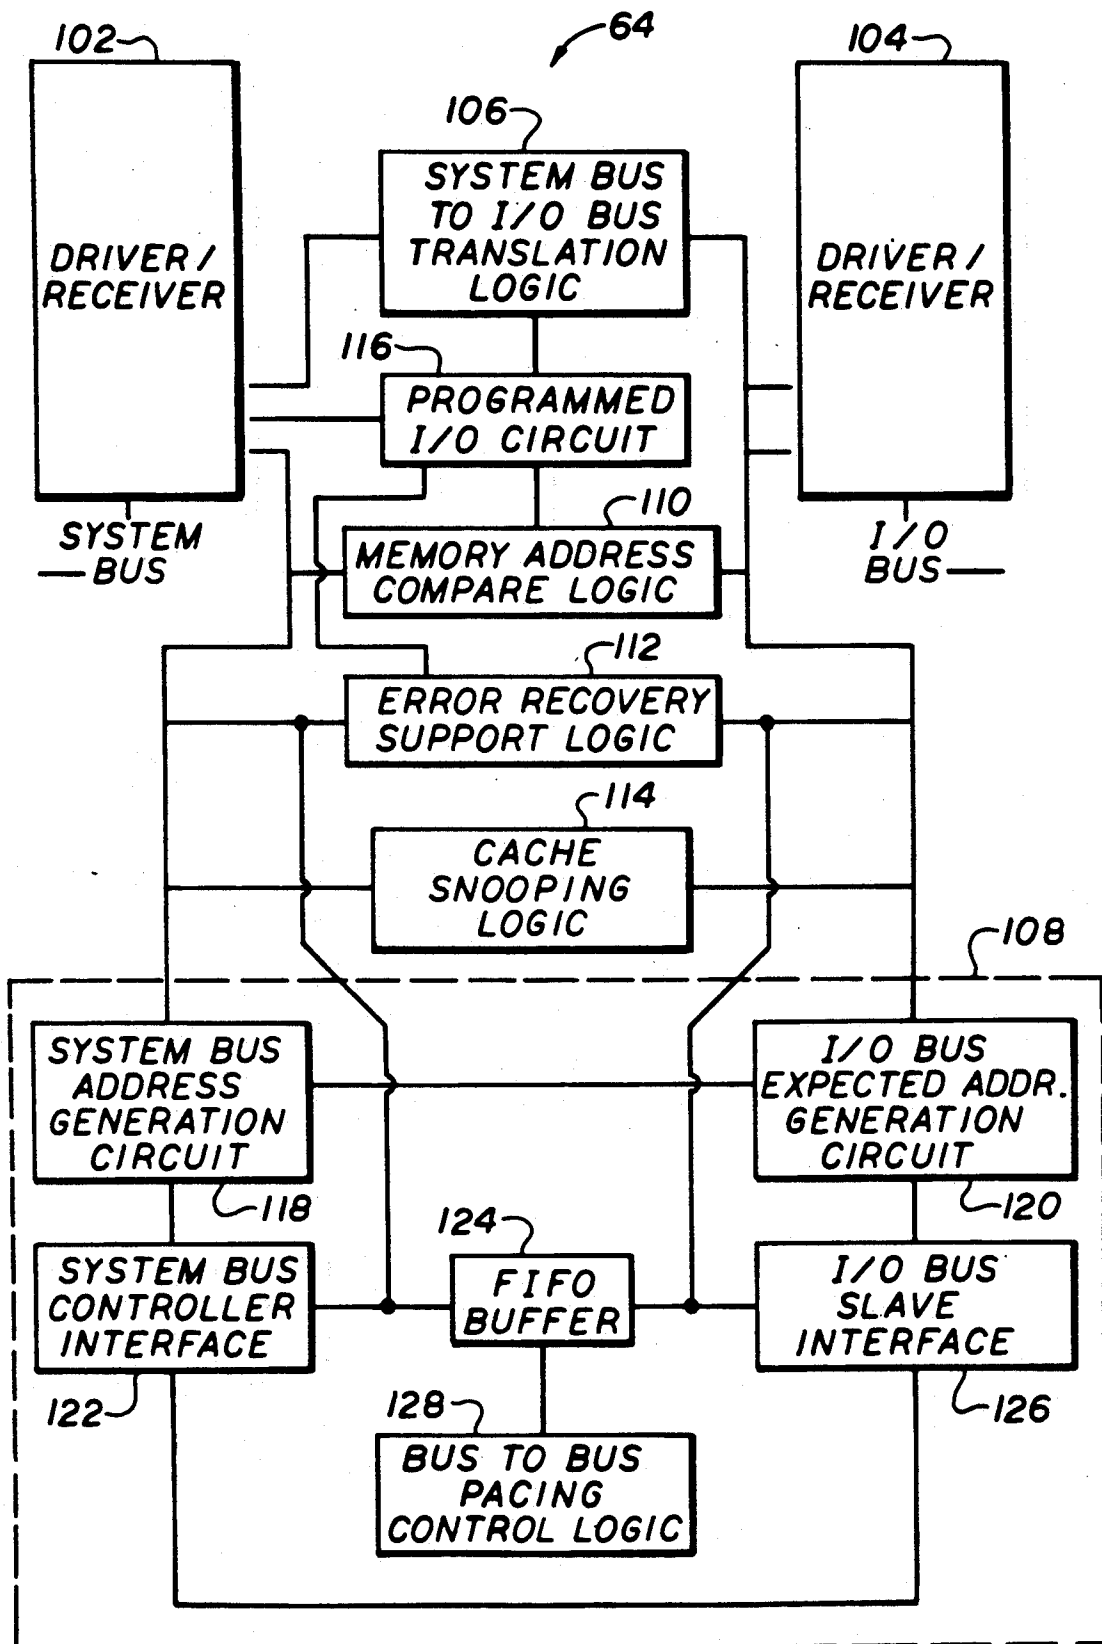 64
102
104
DRIVER/
RECEIVER
106
SYSTEM BUS
TO I/O BUS
TRANSLATION
LOGIC
DRIVER/
RECEIVER
116
PROGRAMMED
I/O CIRCUIT
SYSTEM
BUS
I/O
BUS
110
MEMORY ADDRESS
COMPARE LOGIC
112
ERROR RECOVERY
SUPPORT LOGIC
114
CACHE
SNOOPING
LOGIC
108
SYSTEM BUS
ADDRESS
GENERATION
CIRCUIT
118
I/O BUS
EXPECTED ADDR.
GENERATION
CIRCUIT
120
SYSTEM BUS
CONTROLLER
INTERFACE
122
124
FIFO
BUFFER
I/O BUS
SLAVE
INTERFACE
126
128
BUS TO BUS
PACING
CONTROL LOGIC